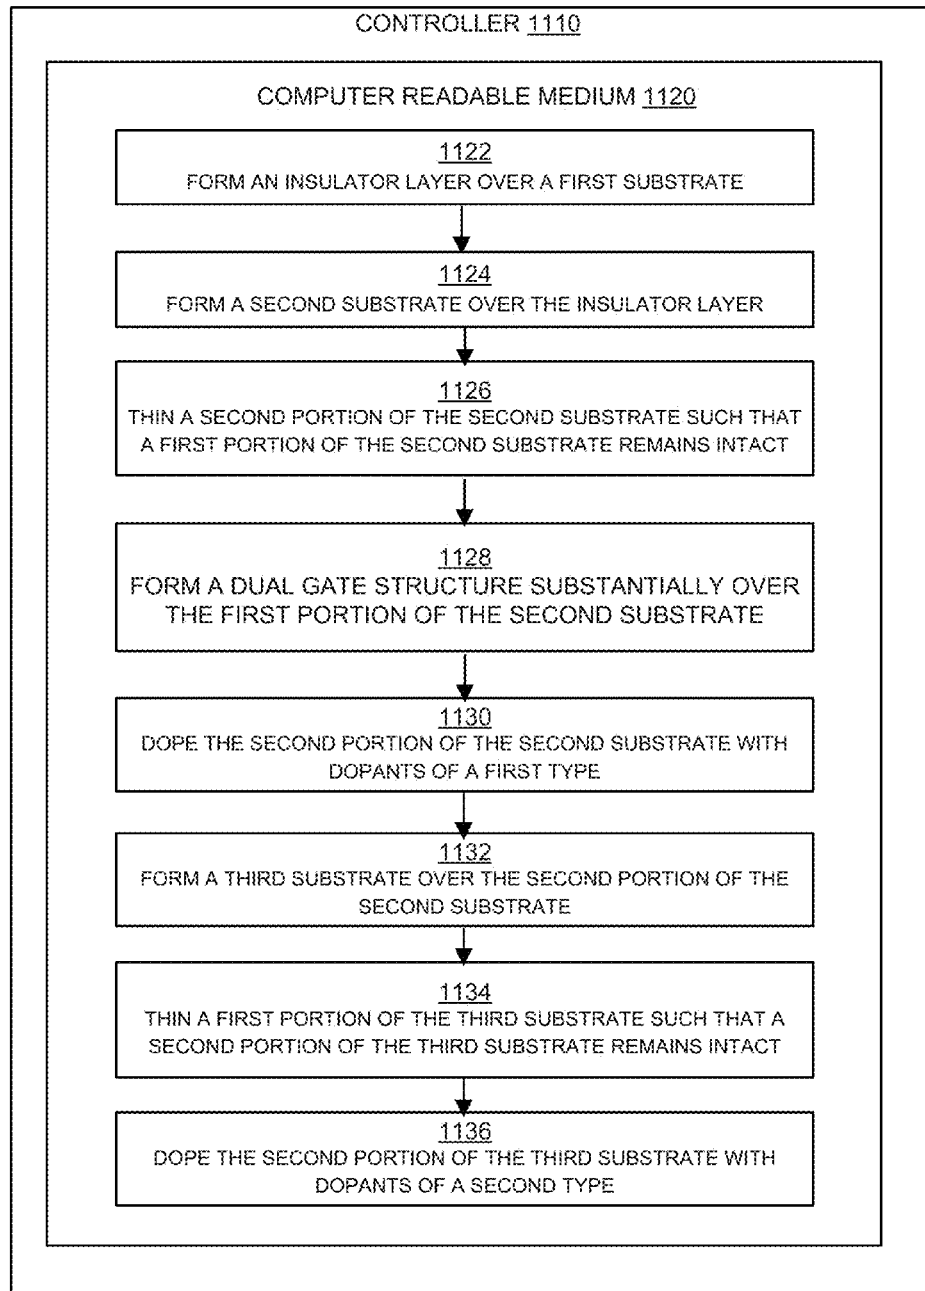 CONTROLLER 1110
COMPUTER READABLE MEDIUM 1120
1122
FORM AN INSULATOR LAYER OVER A FIRST SUBSTRATE
1124
FORM A SECOND SUBSTRATE OVER THE INSULATOR LAYER
1126
THIN A SECOND PORTION OF THE SECOND SUBSTRATE SUCH THAT
A FIRST PORTION OF THE SECOND SUBSTRATE REMAINS INTACT
1128
FORM A DUAL GATE STRUCTURE SUBSTANTIALLY OVER
THE FIRST PORTION OF THE SECOND SUBSTRATE
1130
DOPE THE SECOND PORTION OF THE SECOND SUBSTRATE WITH
DOPANTS OF A FIRST TYPE
1132
FORM A THIRD SUBSTRATE OVER THE SECOND PORTION OF THE
SECOND SUBSTRATE
1134
THIN A FIRST PORTION OF THE THIRD SUBSTRATE SUCH THAT A
SECOND PORTION OF THE THIRD SUBSTRATE REMAINS INTACT
1136
DOPE THE SECOND PORTION OF THE THIRD SUBSTRATE WITH
DOPANTS OF A SECOND TYPE